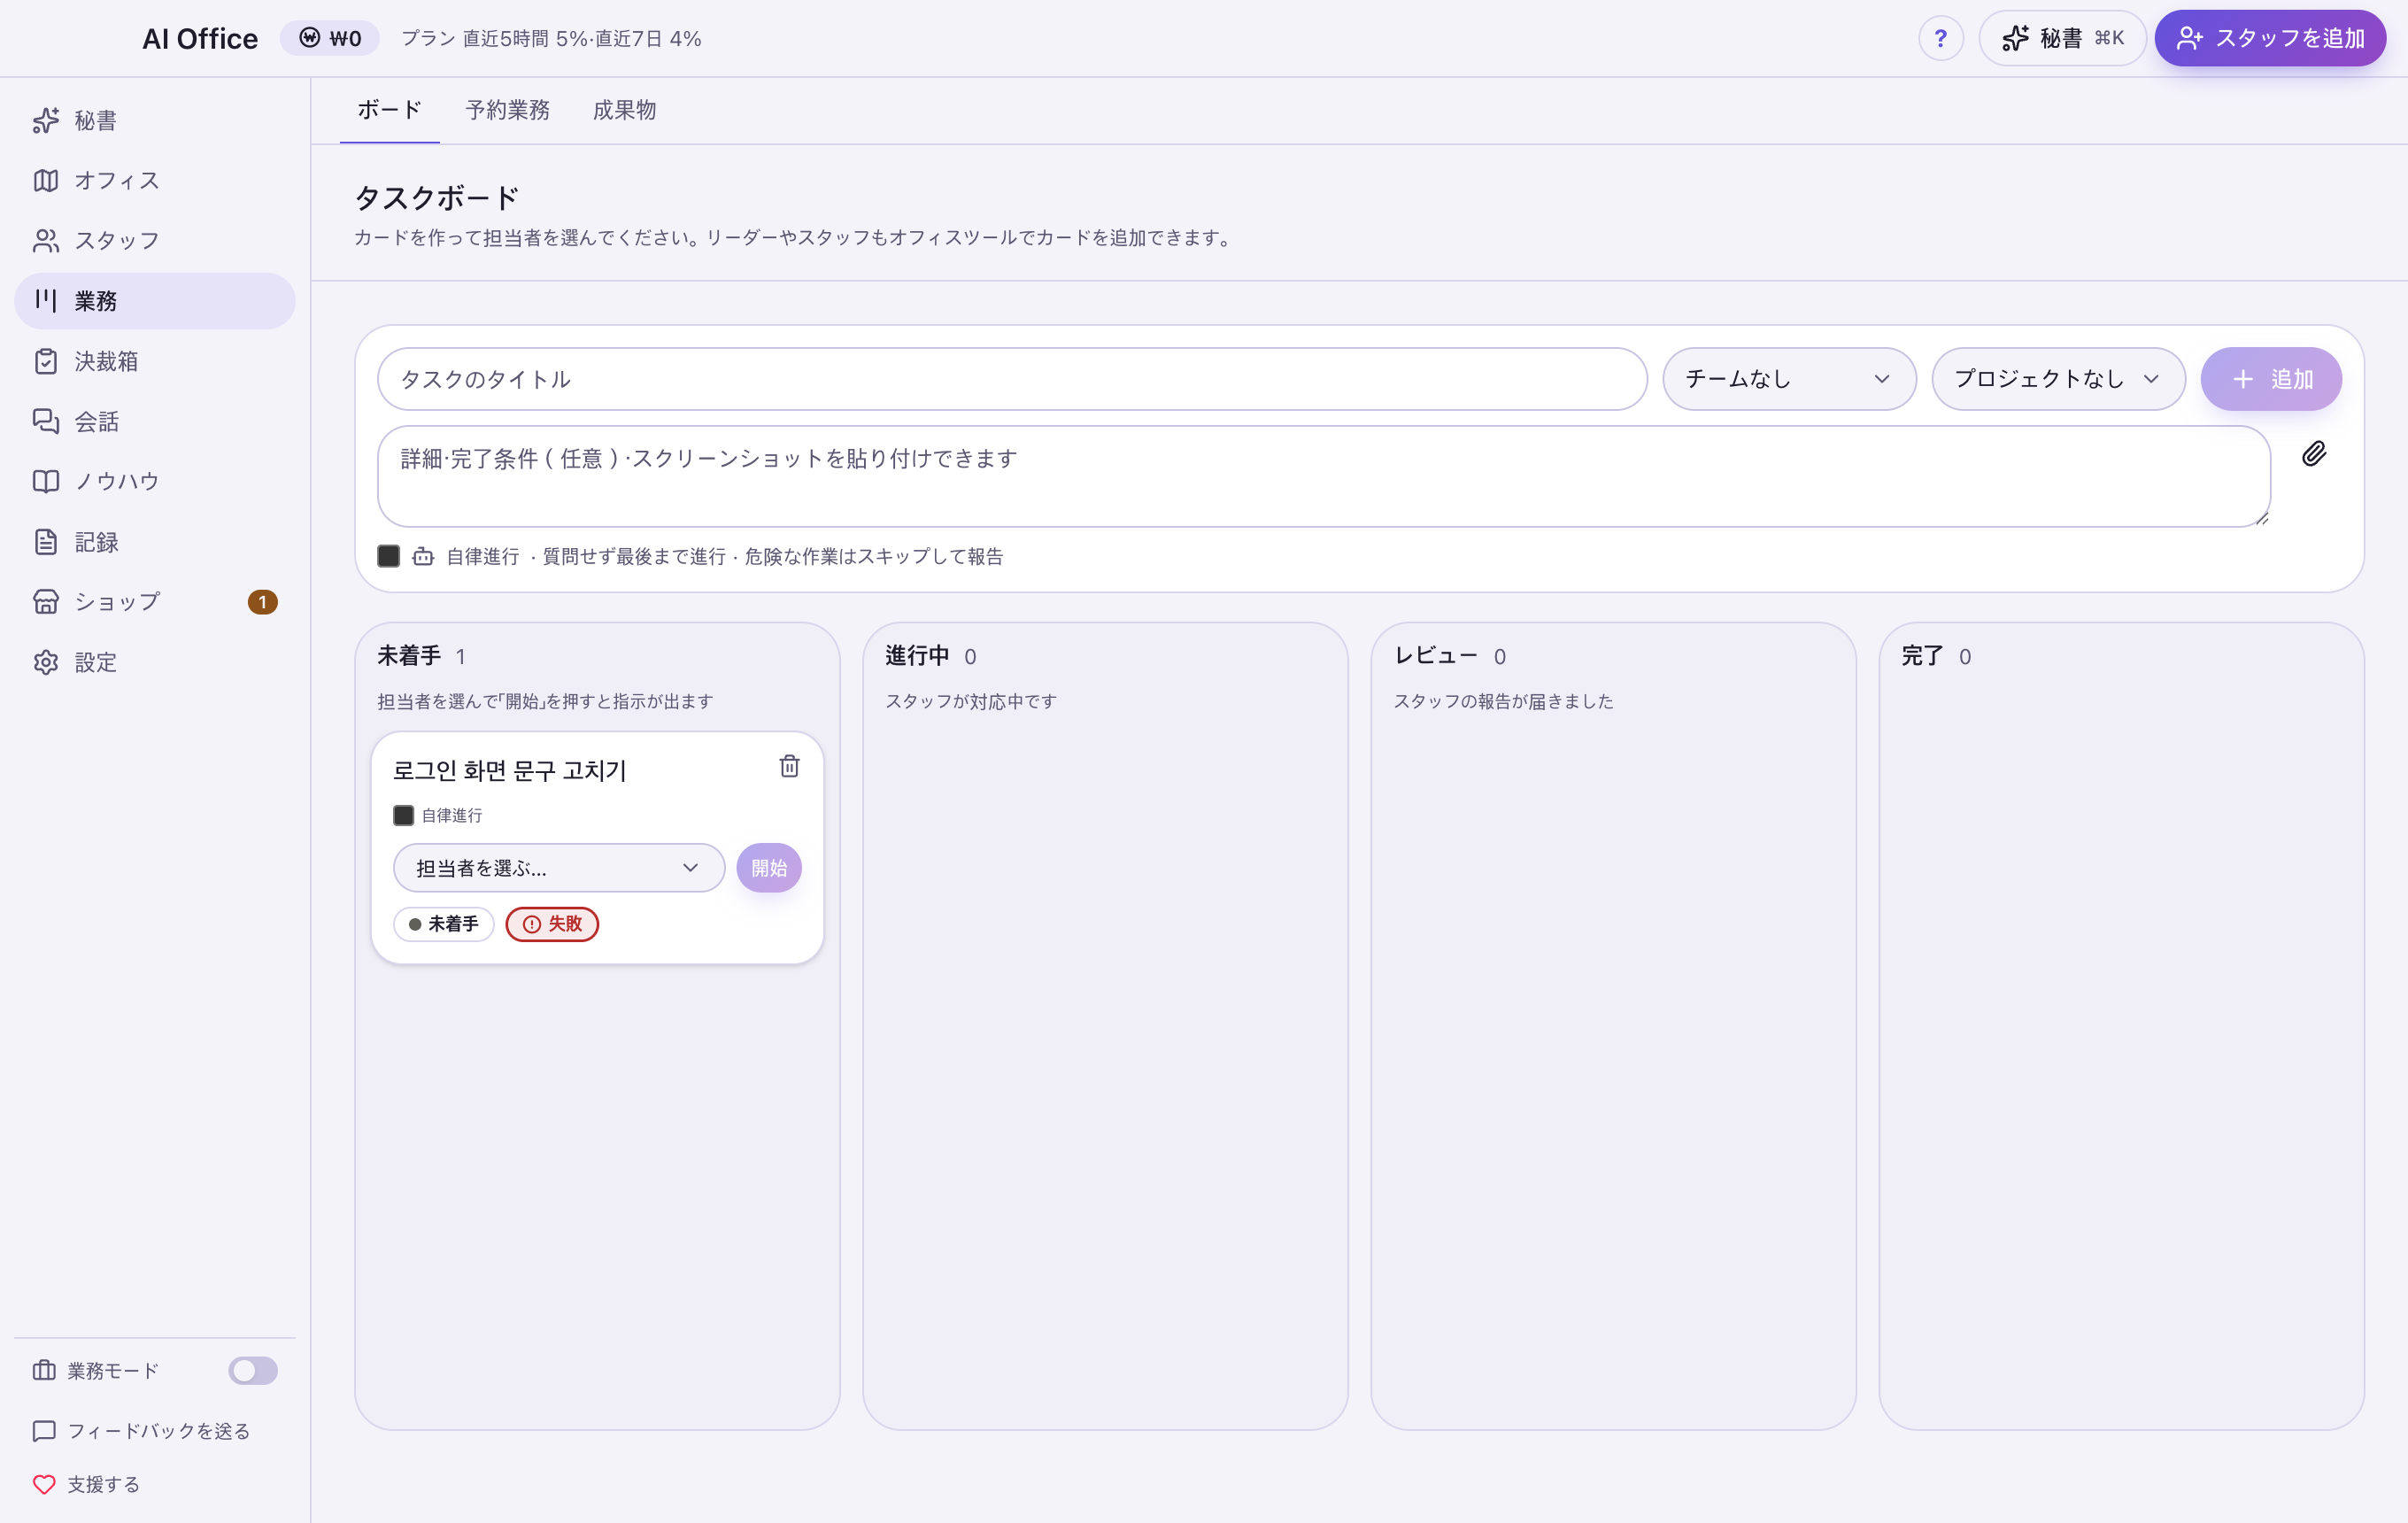 AI Office
₩0
プラン 直近5時間 5%·直近7日 4%
?
秘書 ⌘K
スタッフを追加
秘書
オフィス
スタッフ
業務
決裁箱
会話
ノウハウ
記録
ショップ
1
設定
業務モード
フィードバックを送る
支援する
ボード
予約業務
成果物
タスクボード
カードを作って担当者を選んでください。リーダーやスタッフもオフィスツールでカードを追加できます。
タスクのタイトル
チームなし
プロジェクトなし
追加
詳細·完了条件(任意)·スクリーンショットを貼り付けできます
自律進行 · 質問せず最後まで進行 · 危険な作業はスキップして報告
未着手 1
担当者を選んで「開始」を押すと指示が出ます
로그인 화면 문구 고치기
自律進行
担当者を選ぶ...
開始
未着手
失敗
進行中 0
スタッフが対応中です
レビュー 0
スタッフの報告が届きました
完了 0